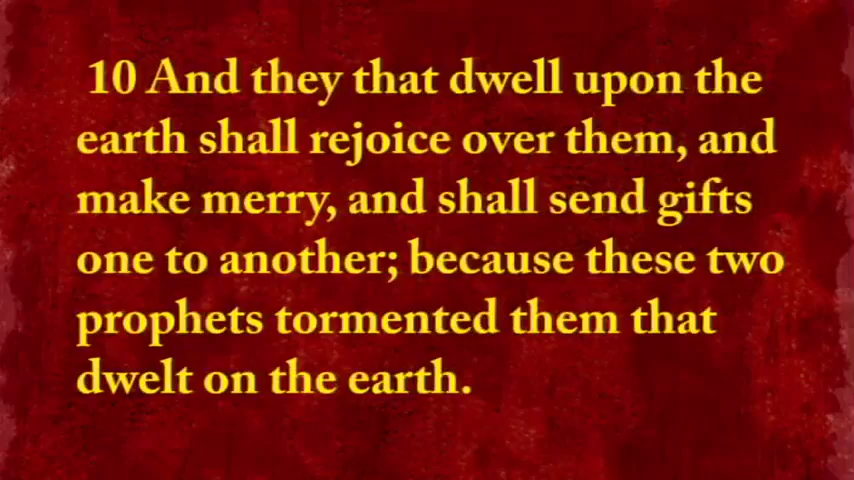 10 And they that dwell upon the
earth shall rejoice over them, and
make merry, and shall send gifts
one to another; because these two
prophets tormented them that
dwelt on the earth.